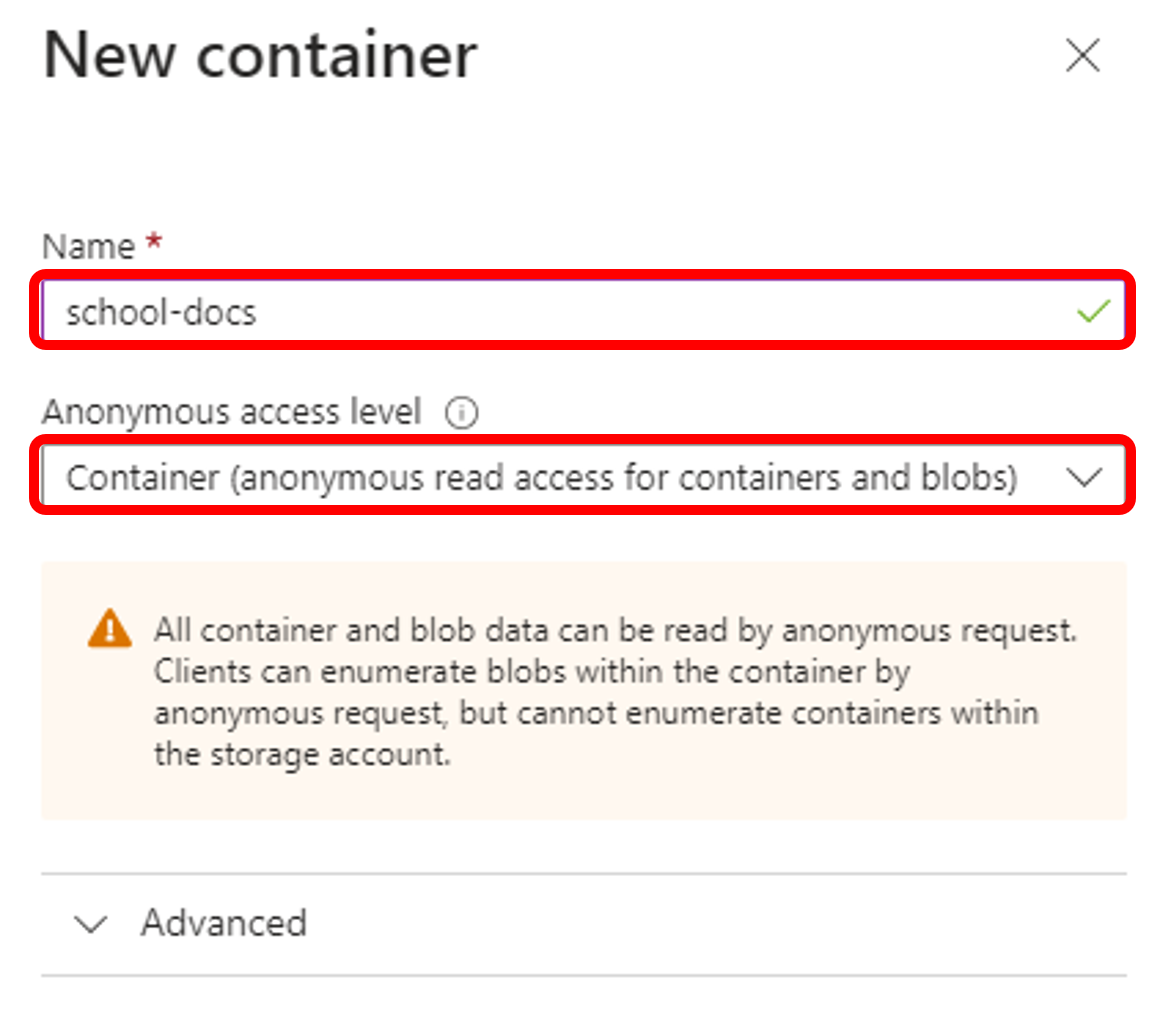 New container
Name *
school-docs
Anonymous access level
Container (anonymous read access for containers and blobs)
All container and blob data can be read by anonymous request.
Clients can enumerate blobs within the container by
anonymous request, but cannot enumerate containers within
the storage account.
Advanced